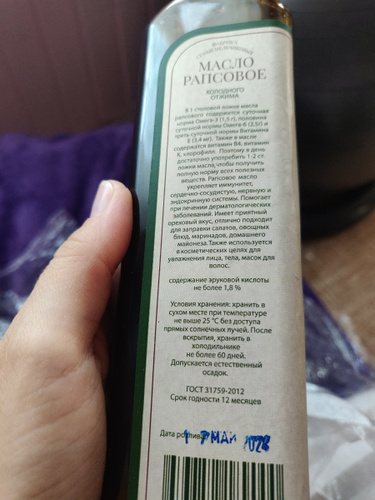 МАСЛО
РАПСОВОЕ
ХОЛОДНОГО
ОТЖИМА
В 1 столовой ложке масла
рапсового содержится суточная
норма Омега-3 (1,3 г), половина
суточной нормы Омега-6 (2,6г) и
треть суточной нормы Витамина
Е (3,4 мг). Также в масле
содержатся витамин В4, витамин
К, хлорофилл. Поэтому в день
достаточно употребить 1-2 ст.
ложки масла, чтобы получить
полную норму всех полезных
веществ. Рапсовое масло
укрепляет иммунитет,
сердечно-сосудистую, нервную и
эндокринную системы. Помогает
при лечении дерматологических
заболеваний. Имеет приятный
ореховый вкус, отлично подходит
для заправки салатов, овощных
блюд, маринадов, домашнего
майонеза. Также используется
в косметических целях для
увлажнения лица, тела, масок для
волос.
содержание эруковой кислоты
не более 1,8 %
Условия хранения: хранить в
сухом месте при температуре
не выше 25 °С без доступа
прямых солнечных лучей. После
вскрытия, хранить в
холодильнике
не более 60 дней.
Допускается естественный
осадок.
ГОСТ 31759-2012
Срок годности 12 месяцев
Дата розлива: МАЙ